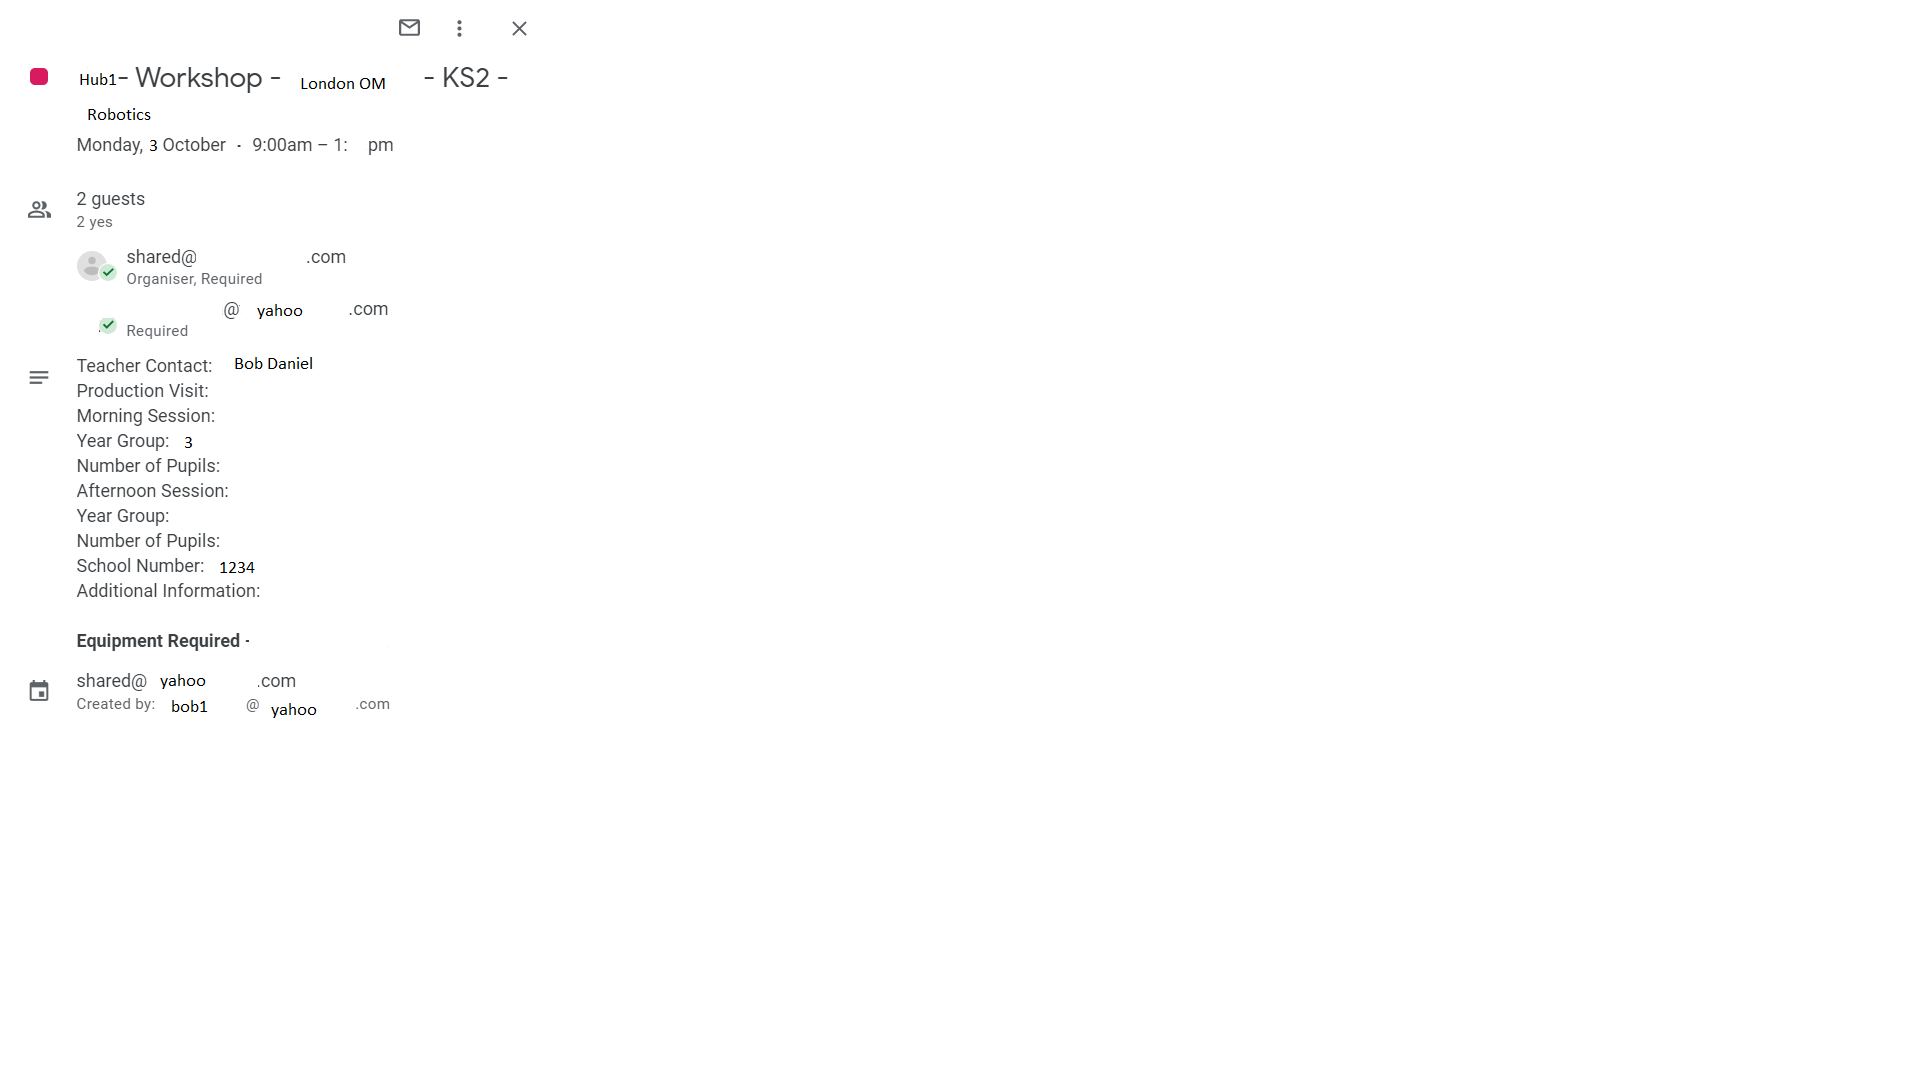 Hub1- Workshop - London OM - KS2 -
Robotics
Monday, 3 October · 9:00am – 1: pm
2 guests
2 yes
shared@ .com
Organiser, Required
@ yahoo .com
Required
Teacher Contact: Bob Daniel
Production Visit:
Morning Session:
Year Group: 3
Number of Pupils:
Afternoon Session:
Year Group:
Number of Pupils:
School Number: 1234
Additional Information:
Equipment Required -
shared@ yahoo .com
Created by: bob1 @ yahoo .com